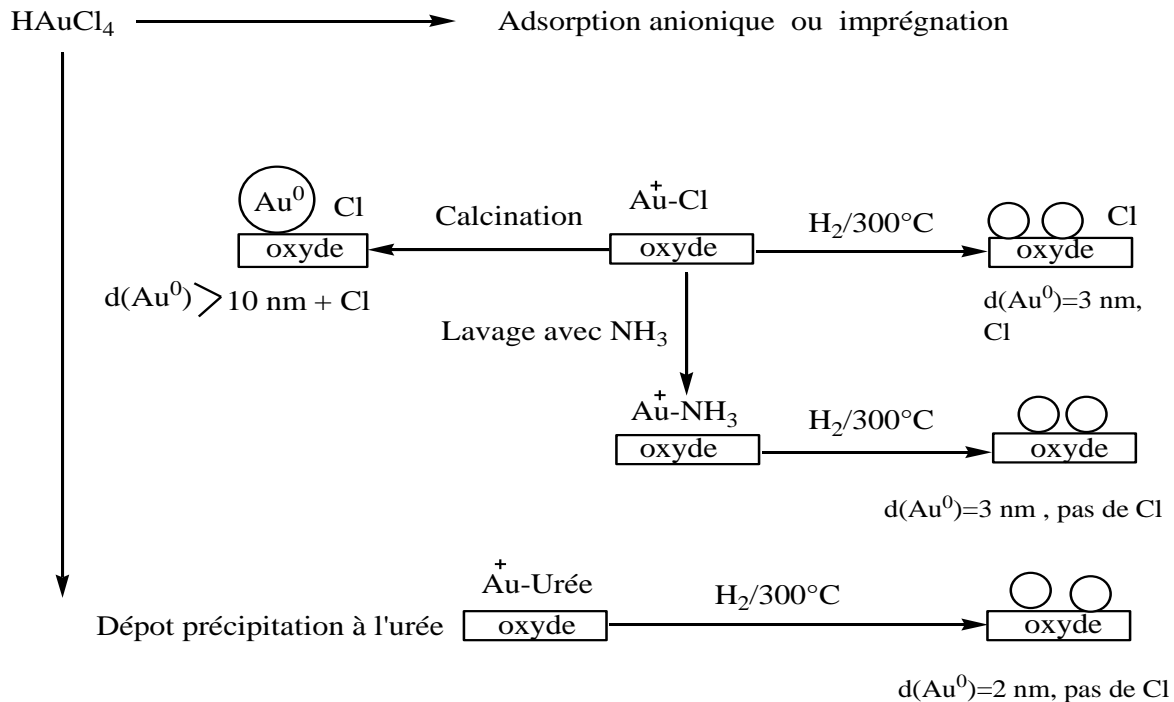 HAuCl4 Adsorption anionique ou imprégnation
Au0 Cl
oxyde
d(Au0) > 10 nm + Cl
Calcination
+
Au-Cl
oxyde
H2/300°C
Cl
oxyde
d(Au0)=3 nm,
Cl
Lavage avec NH3
+
Au-NH3
oxyde
H2/300°C
oxyde
d(Au0)=3 nm , pas de Cl
Dépot précipitation à l'urée
+
Au-Urée
oxyde
H2/300°C
oxyde
d(Au0)=2 nm, pas de Cl